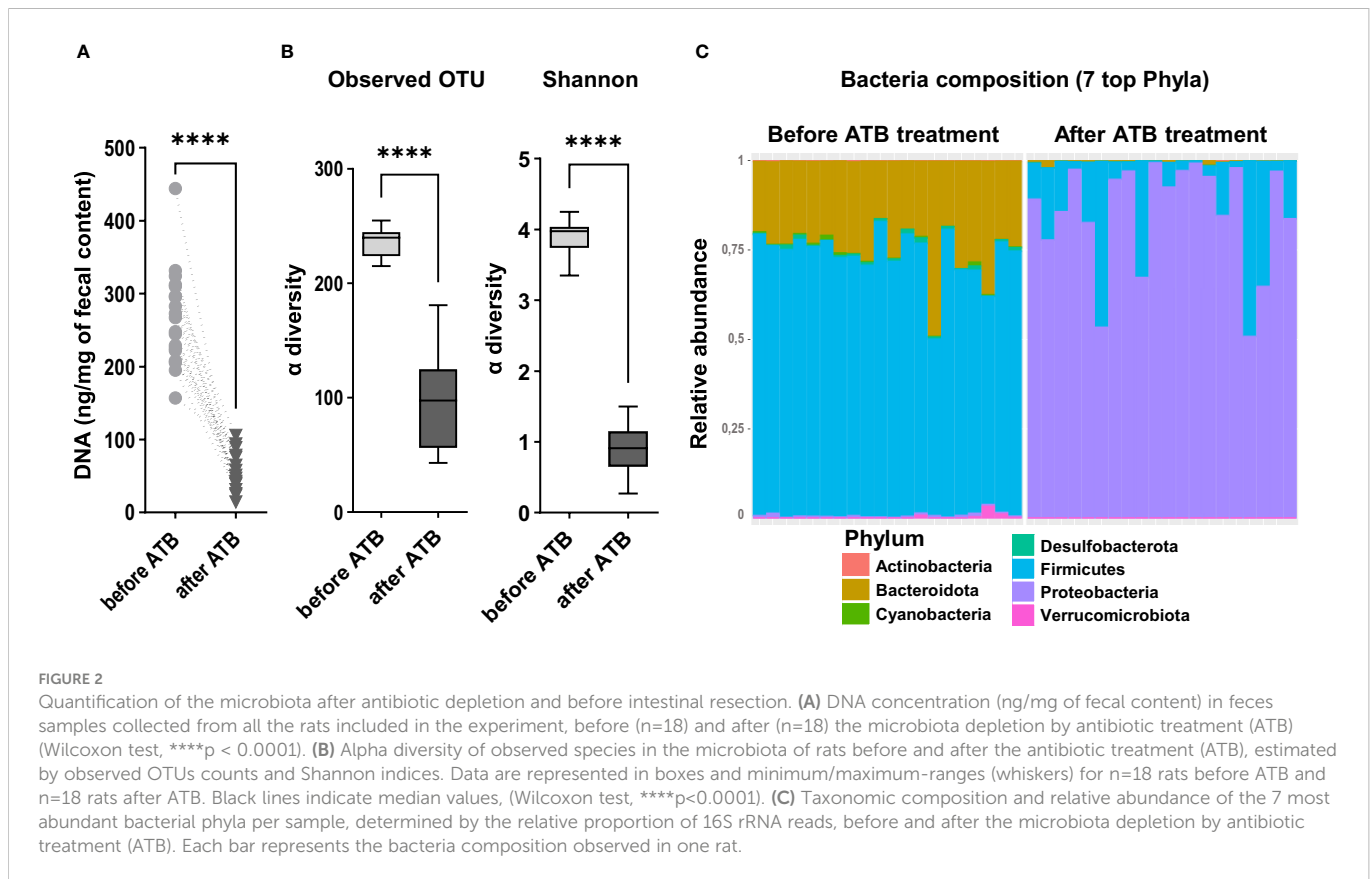 A
B
C
Observed OTU
Shannon
Bacteria composition (7 top Phyla)
****
500
400
300
200
100
0
DNA (ng/mg of fecal content)
before ATB
after ATB
****
300
200
100
0
α diversity
before ATB
after ATB
****
5
4
3
2
1
0
α diversity
before ATB
after ATB
Before ATB treatment
After ATB treatment
1
0,75
0,5
0,25
0
Relative abundance
Phylum
Actinobacteria
Bacteroidota
Cyanobacteria
Desulfobacterota
Firmicutes
Proteobacteria
Verrucomicrobiota
FIGURE 2
Quantification of the microbiota after antibiotic depletion and before intestinal resection. (A) DNA concentration (ng/mg of fecal content) in feces
samples collected from all the rats included in the experiment, before (n=18) and after (n=18) the microbiota depletion by antibiotic treatment (ATB)
(Wilcoxon test, ****p < 0.0001). (B) Alpha diversity of observed species in the microbiota of rats before and after the antibiotic treatment (ATB), estimated
by observed OTUs counts and Shannon indices. Data are represented in boxes and minimum/maximum-ranges (whiskers) for n=18 rats before ATB and
n=18 rats after ATB. Black lines indicate median values, (Wilcoxon test, ****p<0.0001). (C) Taxonomic composition and relative abundance of the 7 most
abundant bacterial phyla per sample, determined by the relative proportion of 16S rRNA reads, before and after the microbiota depletion by antibiotic
treatment (ATB). Each bar represents the bacteria composition observed in one rat.